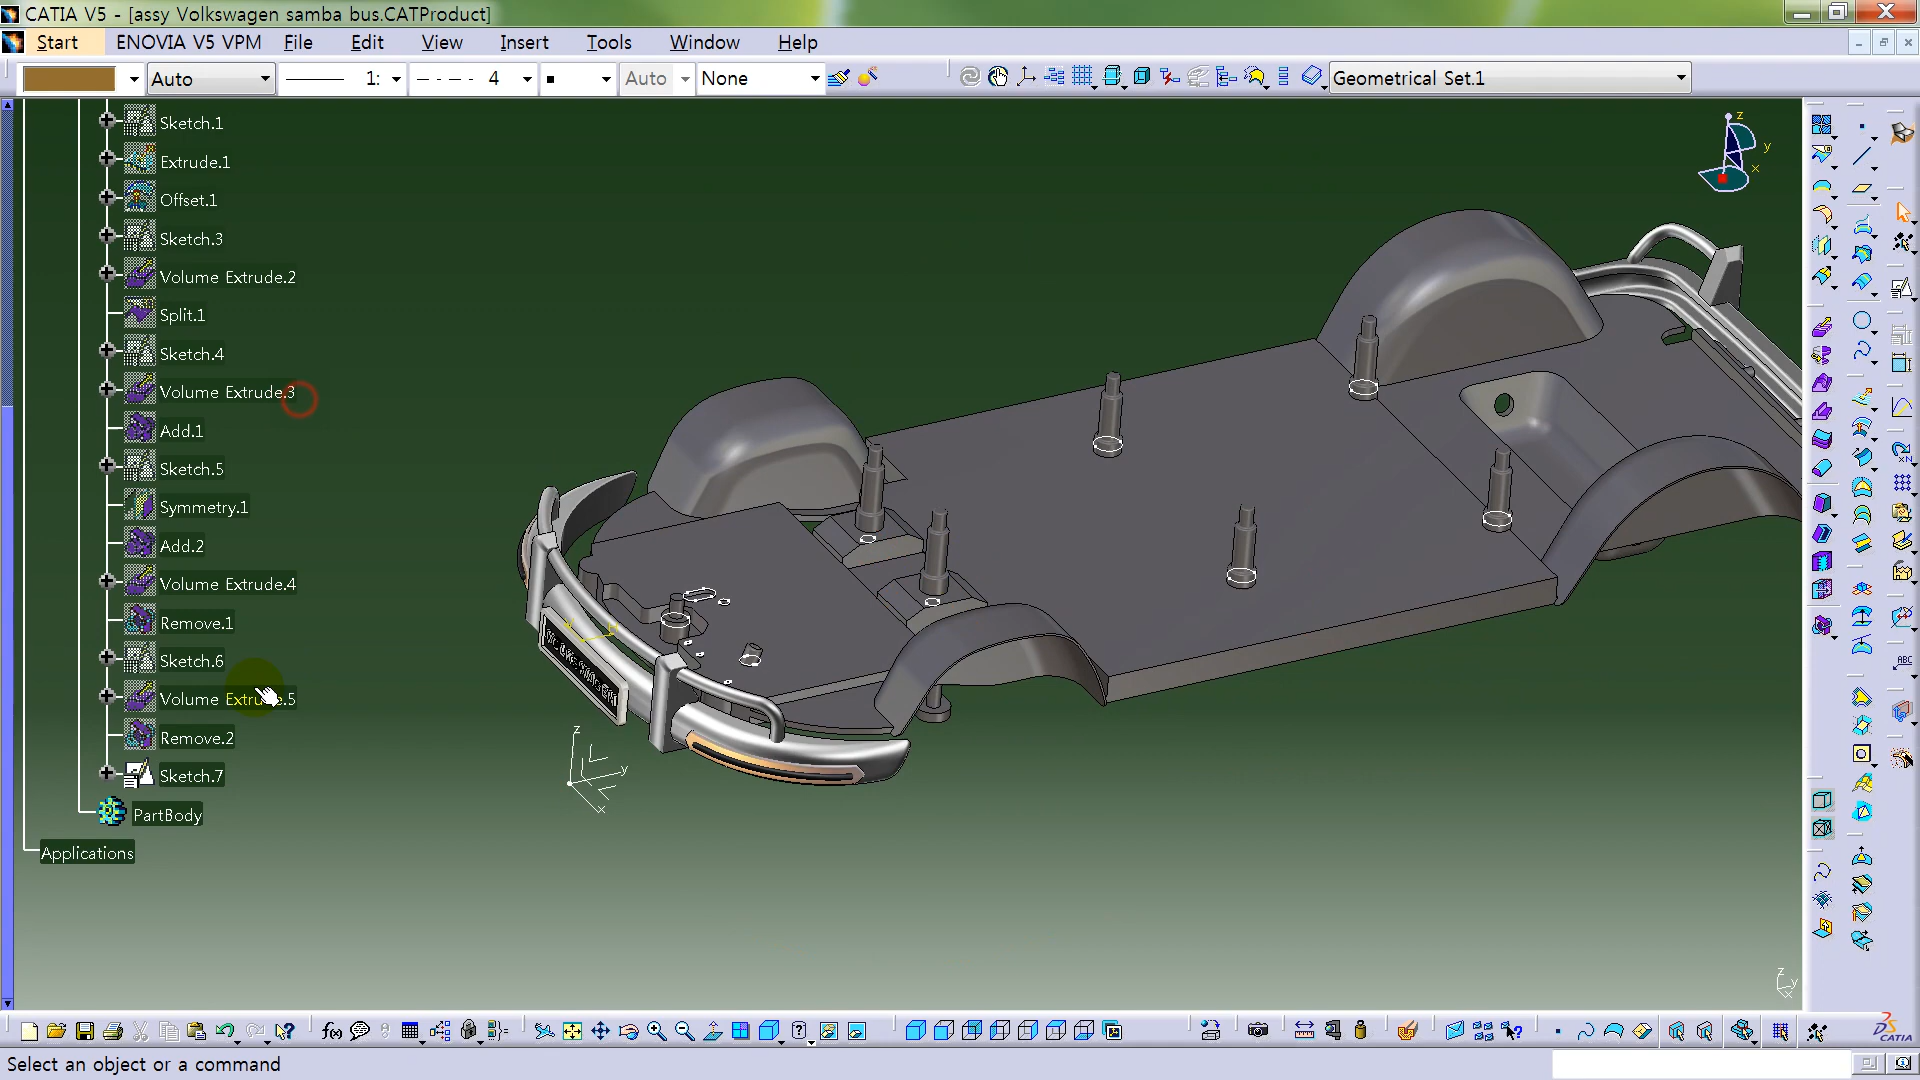 CATIA V5 - [assy Volkswagen samba bus.CATProduct]
Start ENOVIA V5 VPM File Edit View Insert Tools Window Help
Auto 1: 4 Auto None Geometrical Set.1
Sketch.1
Extrude.1
Offset.1
Sketch.3
Volume Extrude.2
Split.1
Sketch.4
Volume Extrude.3
Add.1
Sketch.5
Symmetry.1
Add.2
Volume Extrude.4
Remove.1
Sketch.6
Volume Extrude.5
Remove.2
Sketch.7
PartBody
Applications
z
y
x
z
y
x
z
y
x
ABC
f(x)
CATIA
Select an object or a command